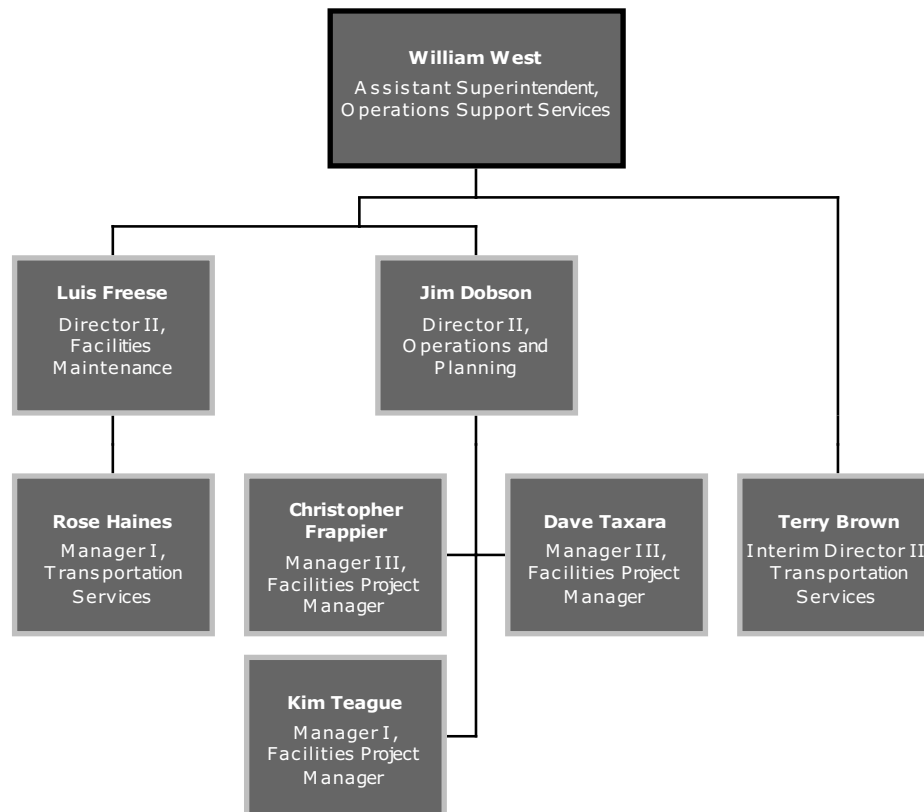 William West
Assistant Superintendent,
Operations Support Services
Luis Freese
Director II,
Facilities
Maintenance
Jim Dobson
Director II,
Operations and
Planning
Rose Haines
Manager I,
Transportation
Services
Christopher
Frappier
Manager III,
Facilities Project
Manager
Dave Taxara
Manager III,
Facilities Project
Manager
Terry Brown
Interim Director II
Transportation
Services
Kim Teague
Manager I,
Facilities Project
Manager